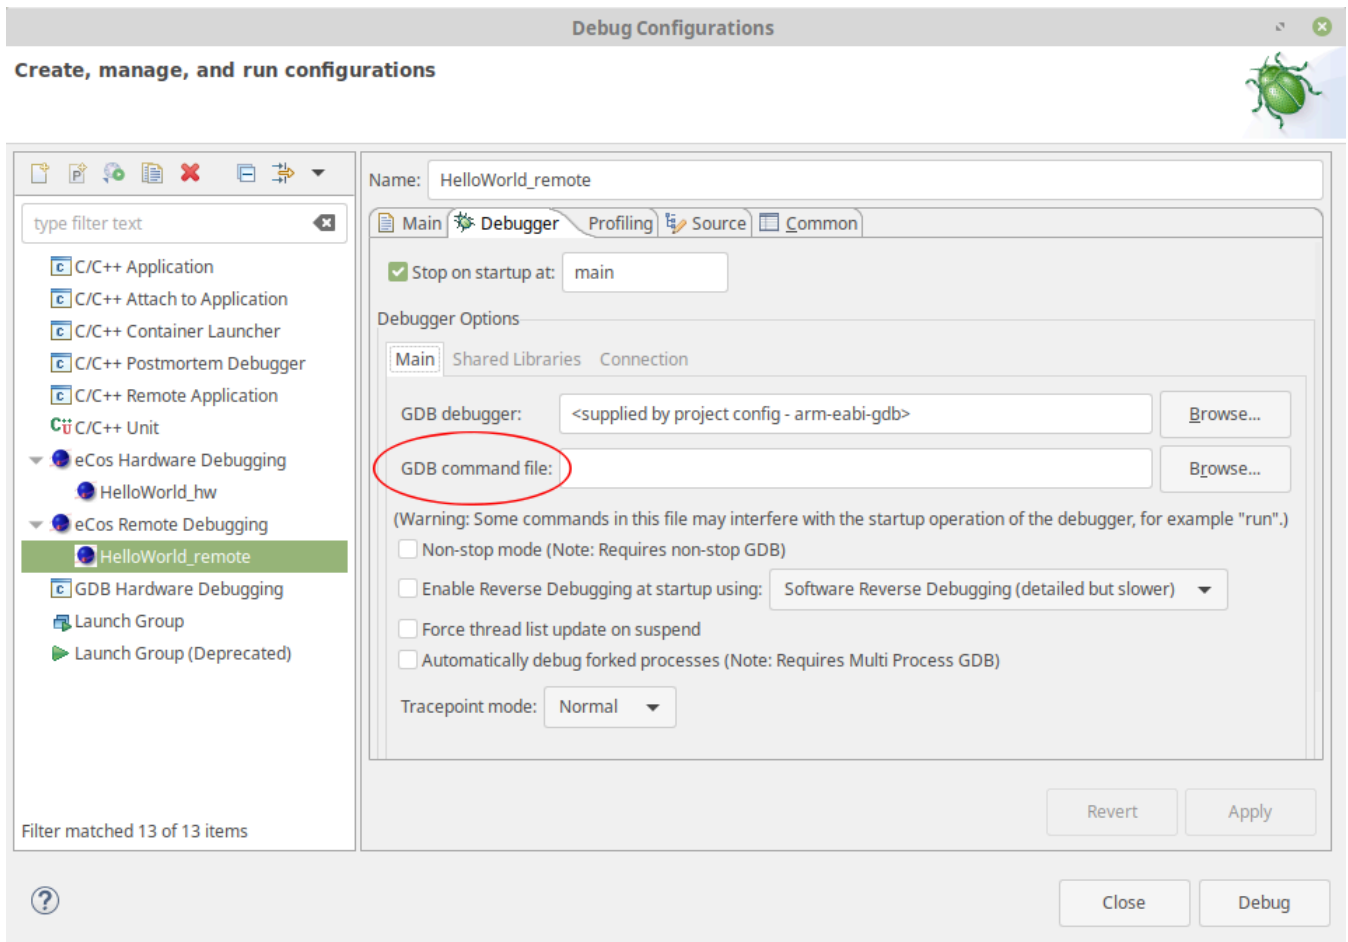 Debug Configurations
Create, manage, and run configurations
Name: HelloWorld_remote
type filter text
Main Debugger Profiling Source Common
C/C++ Application
C/C++ Attach to Application
C/C++ Container Launcher
C/C++ Postmortem Debugger
C/C++ Remote Application
C/C++ Unit
eCos Hardware Debugging
HelloWorld_hw
eCos Remote Debugging
HelloWorld_remote
GDB Hardware Debugging
Launch Group
Launch Group (Deprecated)
Filter matched 13 of 13 items
Stop on startup at: main
Debugger Options
Main Shared Libraries Connection
GDB debugger: <supplied by project config - arm-eabi-gdb> Browse...
GDB command file: Browse...
(Warning: Some commands in this file may interfere with the startup operation of the debugger, for example "run".)
Non-stop mode (Note: Requires non-stop GDB)
Enable Reverse Debugging at startup using: Software Reverse Debugging (detailed but slower)
Force thread list update on suspend
Automatically debug forked processes (Note: Requires Multi Process GDB)
Tracepoint mode: Normal
Revert Apply
Close Debug